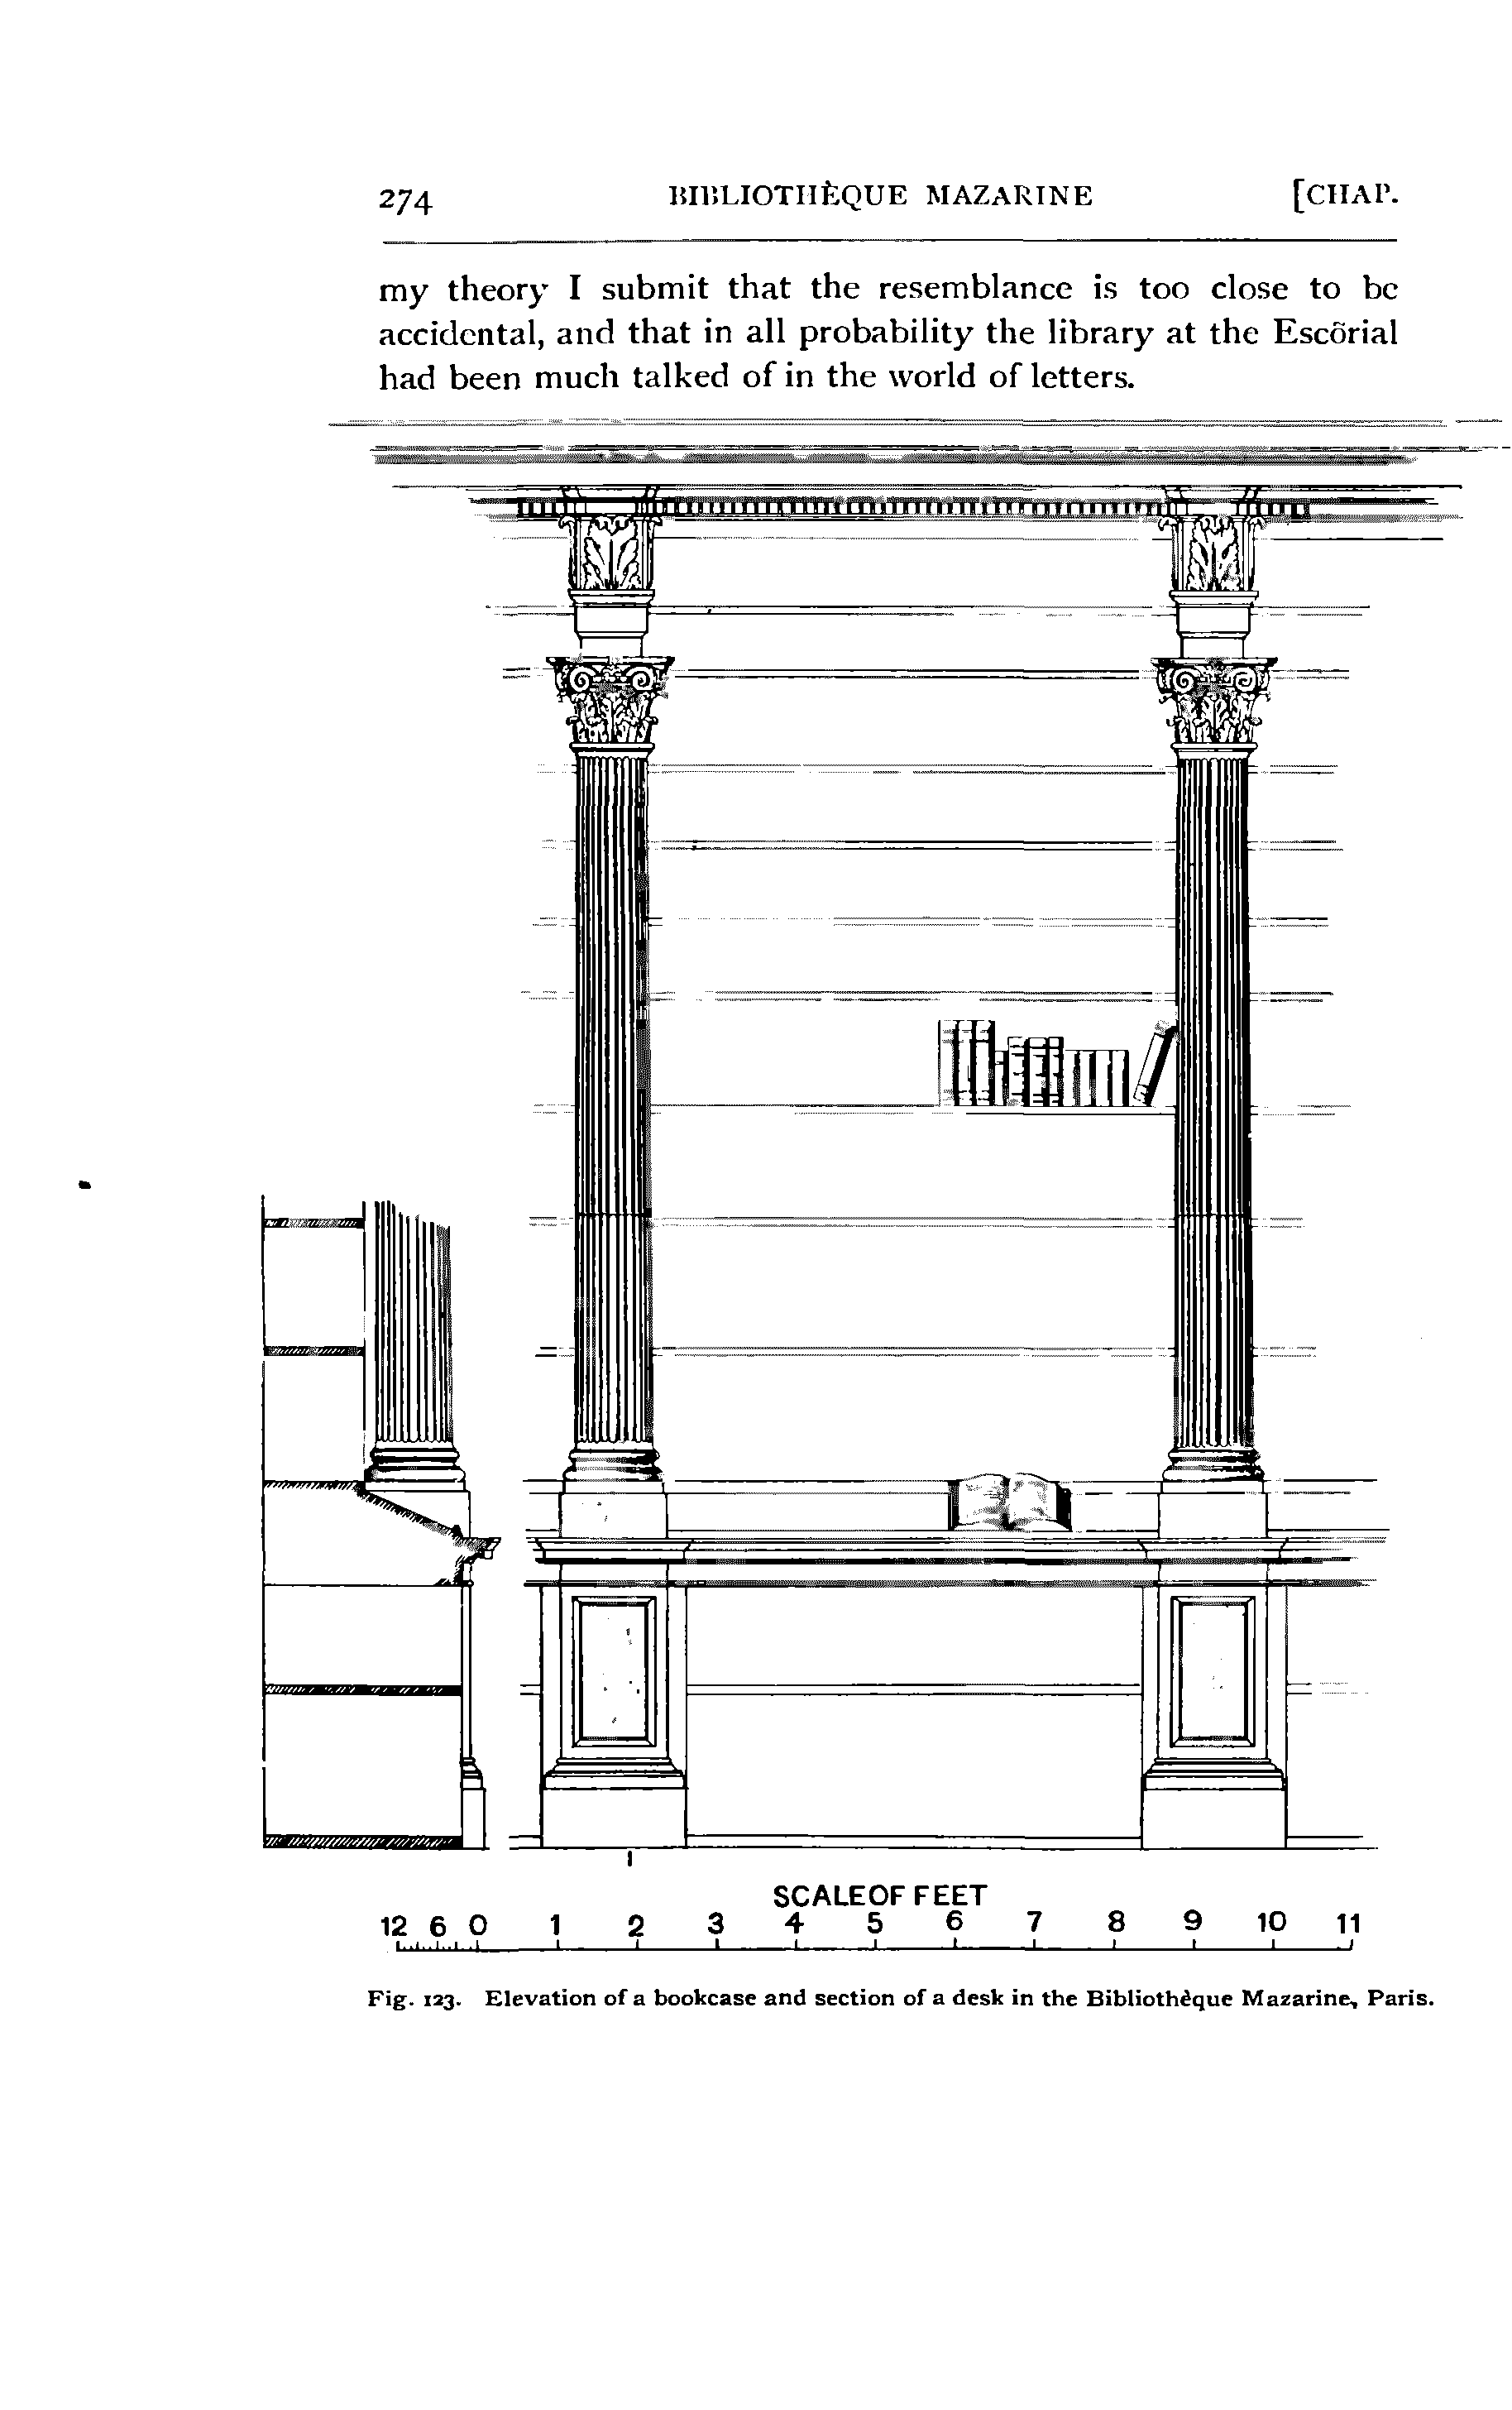 274 BIBLIOTHÈQUE MAZARINE [CHAP.
my theory I submit that the resemblance is too close to be
accidental, and that in all probability the library at the Escōrial
had been much talked of in the world of letters.
SCALE OF FEET
12 6 0 1 2 3 4 5 6 7 8 9 10 11
Fig. 123. Elevation of a bookcase and section of a desk in the Bibliothèque Mazarine, Paris.